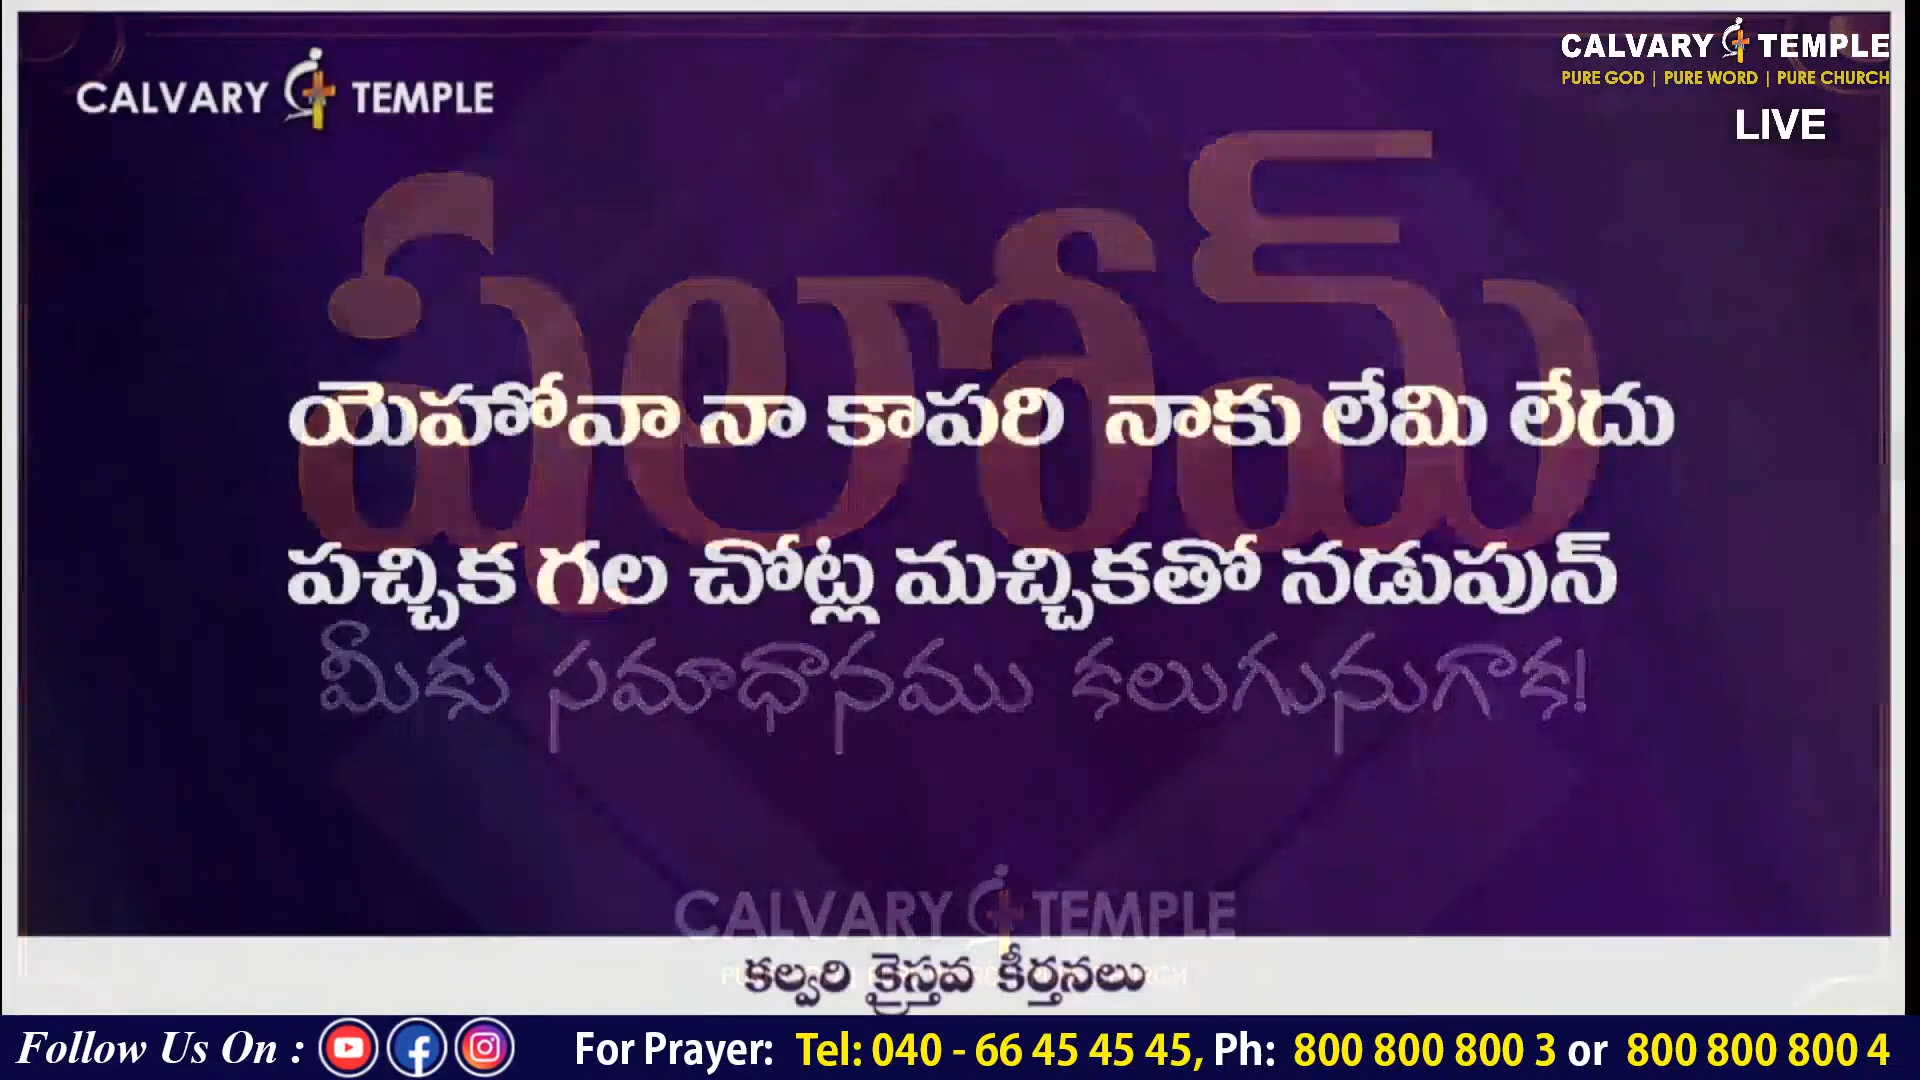 CALVARY TEMPLE
CALVARY TEMPLE
PURE GOD | PURE WORD | PURE CHURCH
LIVE
షీలోమ్
యెహోవా నా కాపరి నాకు లేమి లేదు
పచ్చిక గల చోట్ల మచ్చికతో నడుపున్
మీకు సమాధానము కలుగునుగాక!
CALVARY TEMPLE
కల్వరి క్రైస్తవ కీర్తనలు
Follow Us On :
For Prayer: Tel: 040 - 66 45 45 45, Ph: 800 800 800 3 or 800 800 800 4